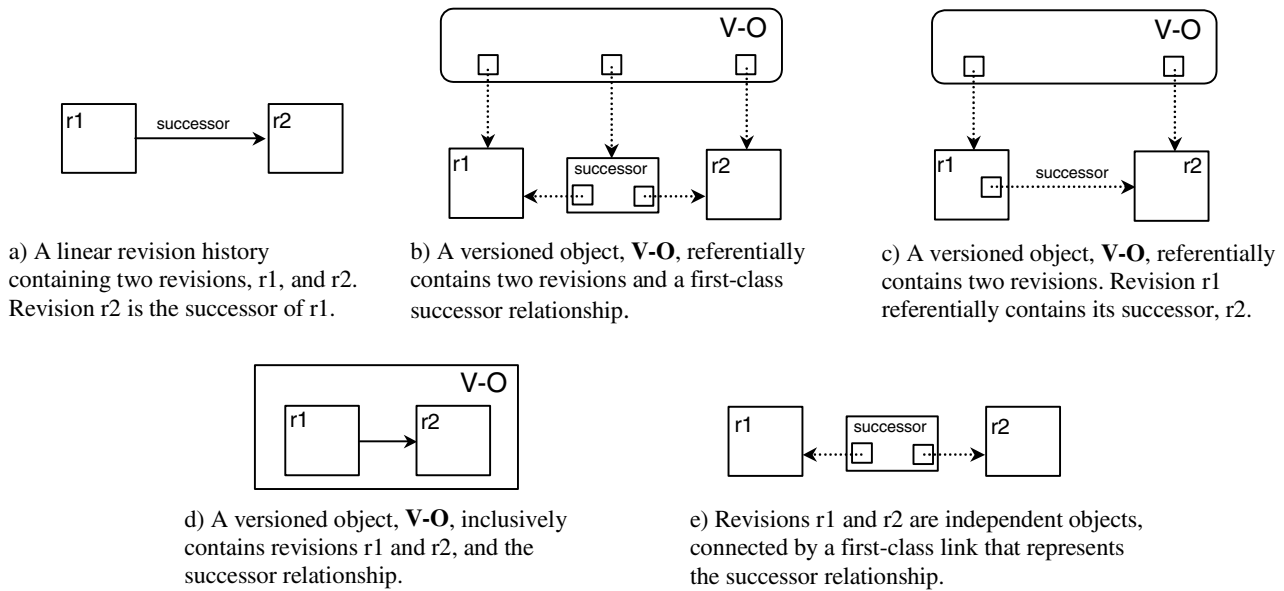 V-O
r1
successor
r2
a) A linear revision history
containing two revisions, r1, and r2.
Revision r2 is the successor of r1.
V-O
r1
successor
r2
b) A versioned object, V-O, referentially
contains two revisions and a first-class
successor relationship.
r1
successor
r2
c) A versioned object, V-O, referentially
contains two revisions. Revision r1
referentially contains its successor, r2.
V-O
r1
r2
d) A versioned object, V-O, inclusively
contains revisions r1 and r2, and the
successor relationship.
r1
successor
r2
e) Revisions r1 and r2 are independent objects,
connected by a first-class link that represents
the successor relationship.